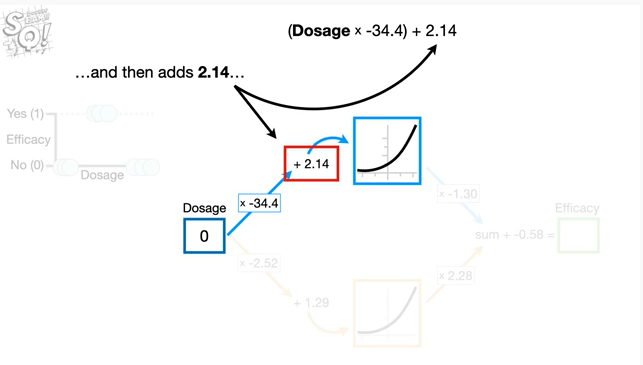 (Dosage x -34.4) + 2.14
...and then adds 2.14...
Yes (1)
Efficacy
No (0)
Dosage
+ 2.14
x -34.4
Dosage
0
x -1.30
Efficacy
sum + -0.58 =
x -2.52
x 2.28
+ 1.29